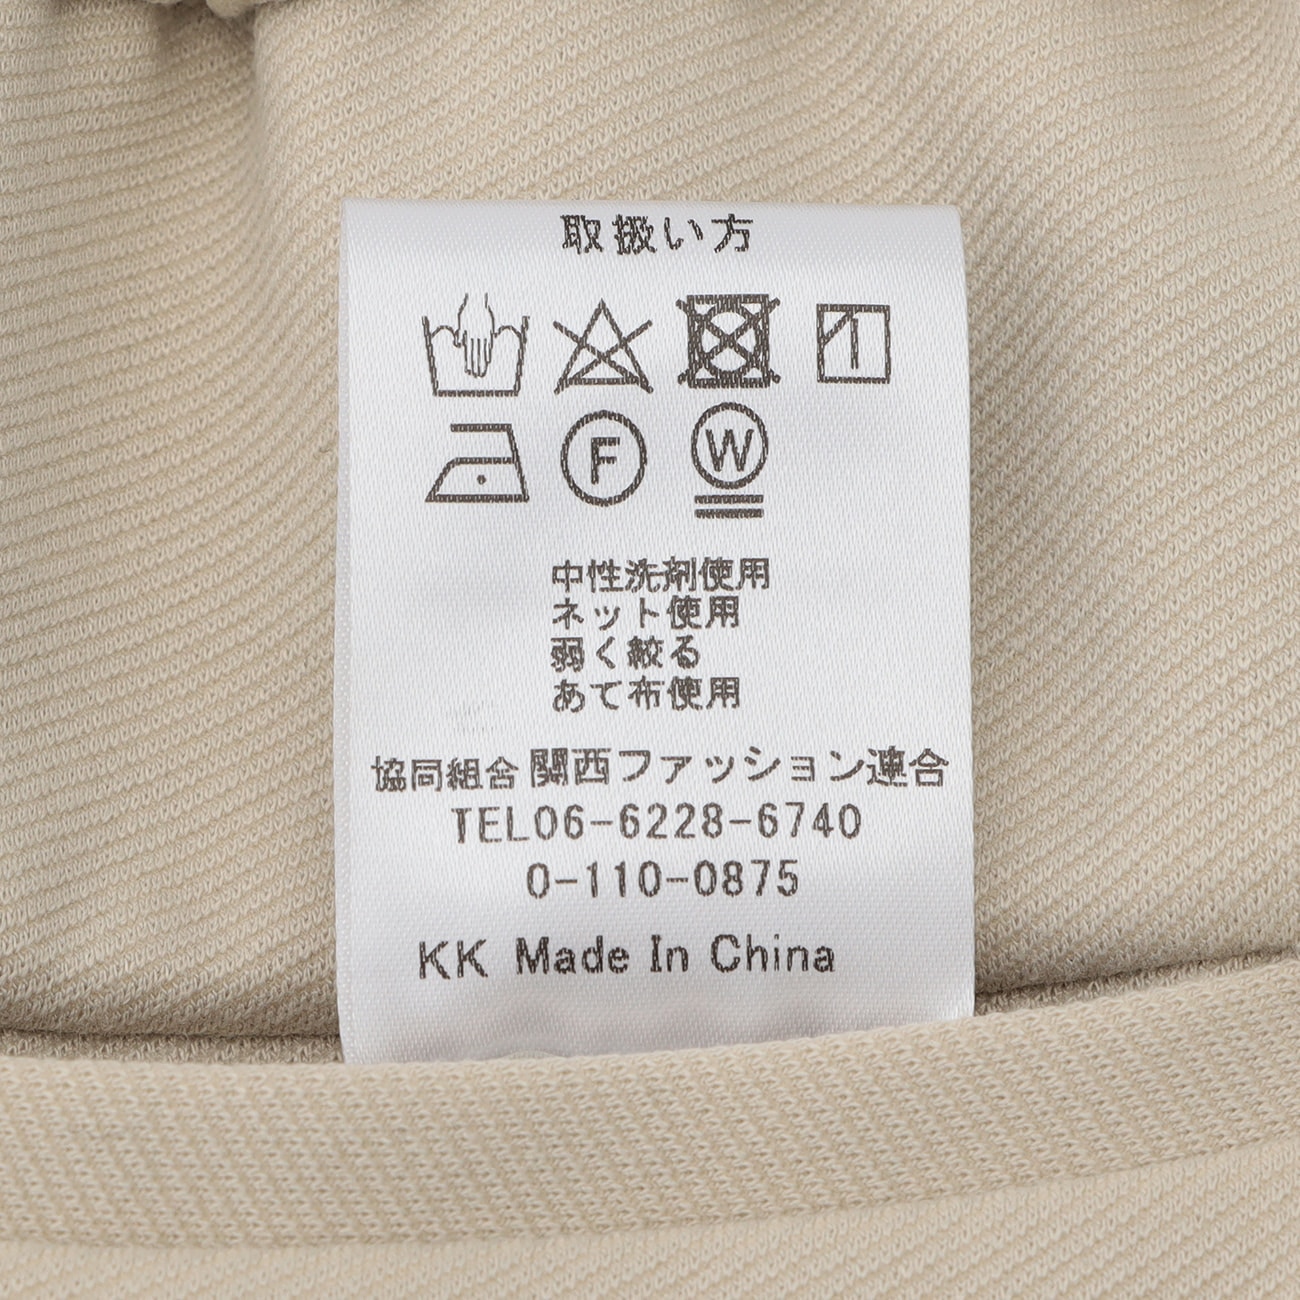 取扱い方
F W
中性洗剤使用
ネット使用
弱く絞る
あて布使用
協同組合 関西ファッション連合
TEL06-6228-6740
0-110-0875
KK Made In China